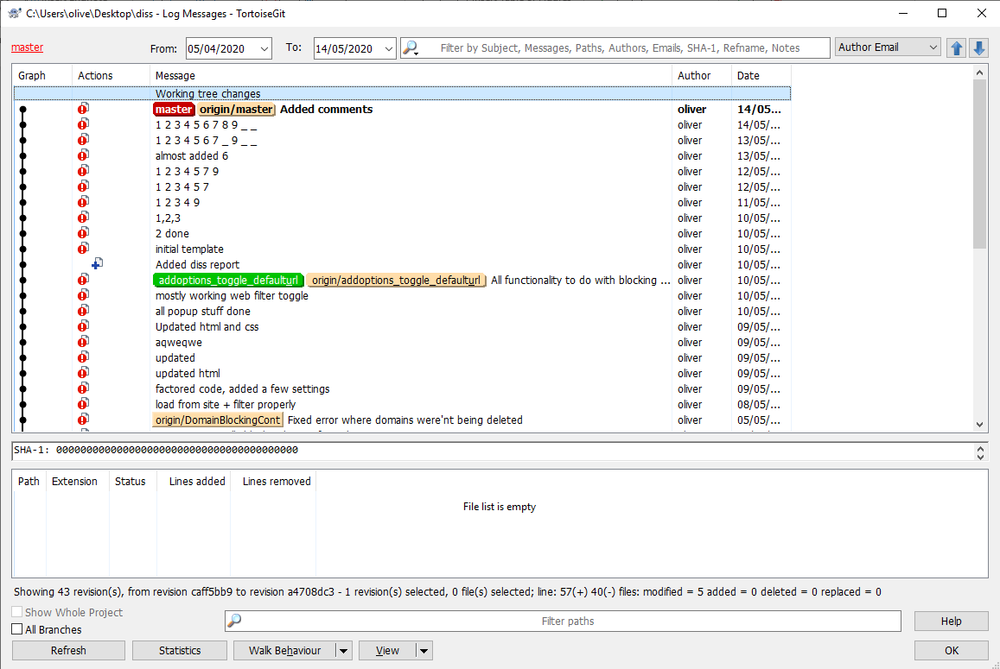 C:\Users\olive\Desktop\diss - Log Messages - TortoiseGit
master From: 05/04/2020 To: 14/05/2020 Filter by Subject, Messages, Paths, Authors, Emails, SHA-1, Refname, Notes Author Email
Graph Actions Message Author Date
Working tree changes
master origin/master Added comments oliver 14/05...
1 2 3 4 5 6 7 8 9 _ _ oliver 14/05/...
1 2 3 4 5 6 7 _ 9 _ _ oliver 13/05/...
almost added 6 oliver 13/05/...
1 2 3 4 5 7 9 oliver 12/05/...
1 2 3 4 5 7 oliver 12/05/...
1 2 3 4 9 oliver 11/05/...
1,2,3 oliver 10/05/...
2 done oliver 10/05/...
initial template oliver 10/05/...
Added diss report oliver 10/05/...
addoptions_toggle_defaulturl origin/addoptions_toggle_defaulturl All functionality to do with blocking ... oliver 10/05/...
mostly working web filter toggle oliver 10/05/...
all popup stuff done oliver 10/05/...
Updated html and css oliver 09/05/...
aqweqwe oliver 09/05/...
updated oliver 09/05/...
updated html oliver 09/05/...
factored code, added a few settings oliver 09/05/...
load from site + filter properly oliver 08/05/...
origin/DomainBlockingCont Fixed error where domains were'nt being deleted oliver 05/05/...
SHA-1: 0000000000000000000000000000000000000000
Path Extension Status Lines added Lines removed
File list is empty
Showing 43 revision(s), from revision caff5bb9 to revision a4708dc3 - 1 revision(s) selected, 0 file(s) selected; line: 57(+) 40(-) files: modified = 5 added = 0 deleted = 0 replaced = 0
Show Whole Project
All Branches Filter paths Help
Refresh Statistics Walk Behaviour View OK